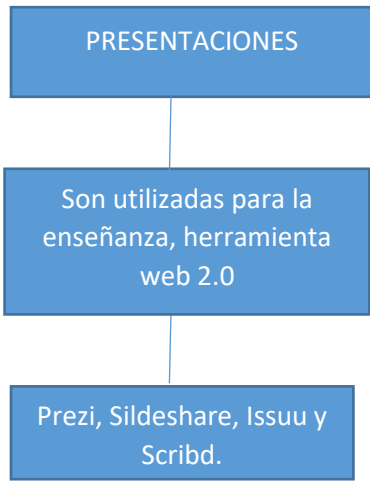 PRESENTACIONES
Son utilizadas para la
enseñanza, herramienta
web 2.0
Prezi, Sildeshare, Issuu y
Scribd.